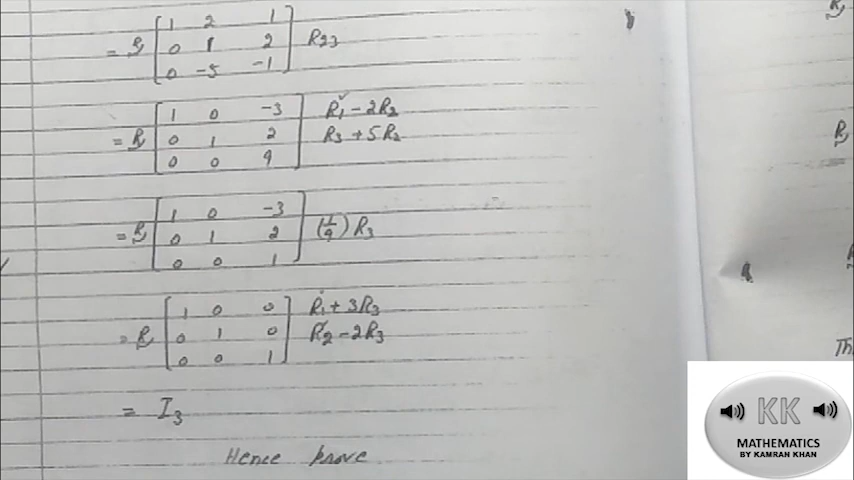 1 2 1
= R 0 1 2 R23
0 -5 -1
1 0 -3 R1 - 2R2
= R 0 1 2 R3 + 5R2
0 0 9
1 0 -3
= R 0 1 2 (1/9) R3
0 0 1
1 0 0 R1 + 3R3
= R 0 1 0 R2 - 2R3
0 0 1
= I3
Hence prove
R
R
Th
KK
MATHEMATICS
BY KAMRAN KHAN